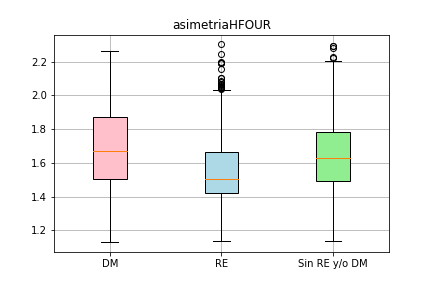 asimetriaHFOUR
2.2
2.0
1.8
1.6
1.4
1.2
DM
RE
Sin RE y/o DM